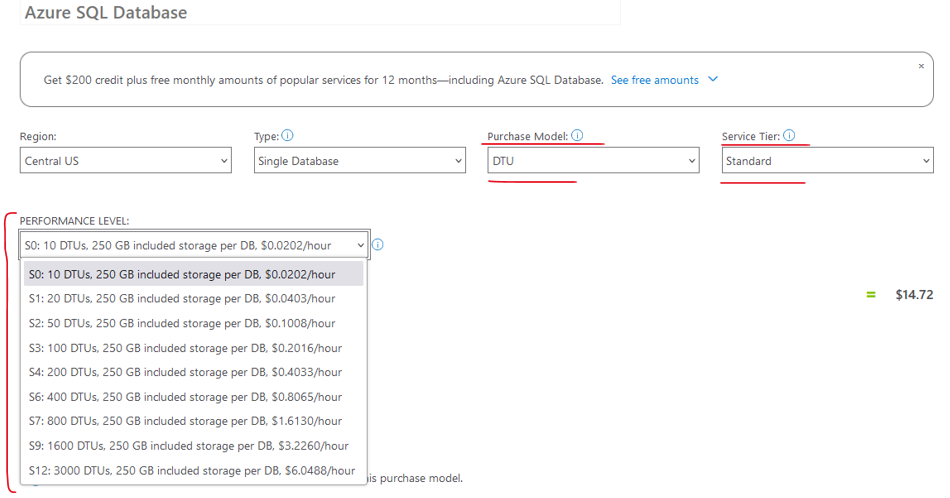 Azure SQL Database
Get $200 credit plus free monthly amounts of popular services for 12 months—including Azure SQL Database. See free amounts
Region: Type: Purchase Model: Service Tier:
Central US Single Database DTU Standard
PERFORMANCE LEVEL:
S0: 10 DTUs, 250 GB included storage per DB, $0.0202/hour
S0: 10 DTUs, 250 GB included storage per DB, $0.0202/hour
S1: 20 DTUs, 250 GB included storage per DB, $0.0403/hour
= $14.72
S2: 50 DTUs, 250 GB included storage per DB, $0.1008/hour
S3: 100 DTUs, 250 GB included storage per DB, $0.2016/hour
S4: 200 DTUs, 250 GB included storage per DB, $0.4033/hour
S6: 400 DTUs, 250 GB included storage per DB, $0.8065/hour
S7: 800 DTUs, 250 GB included storage per DB, $1.6130/hour
S9: 1600 DTUs, 250 GB included storage per DB, $3.2260/hour
S12: 3000 DTUs, 250 GB included storage per DB, $6.0488/hour
purchase model.